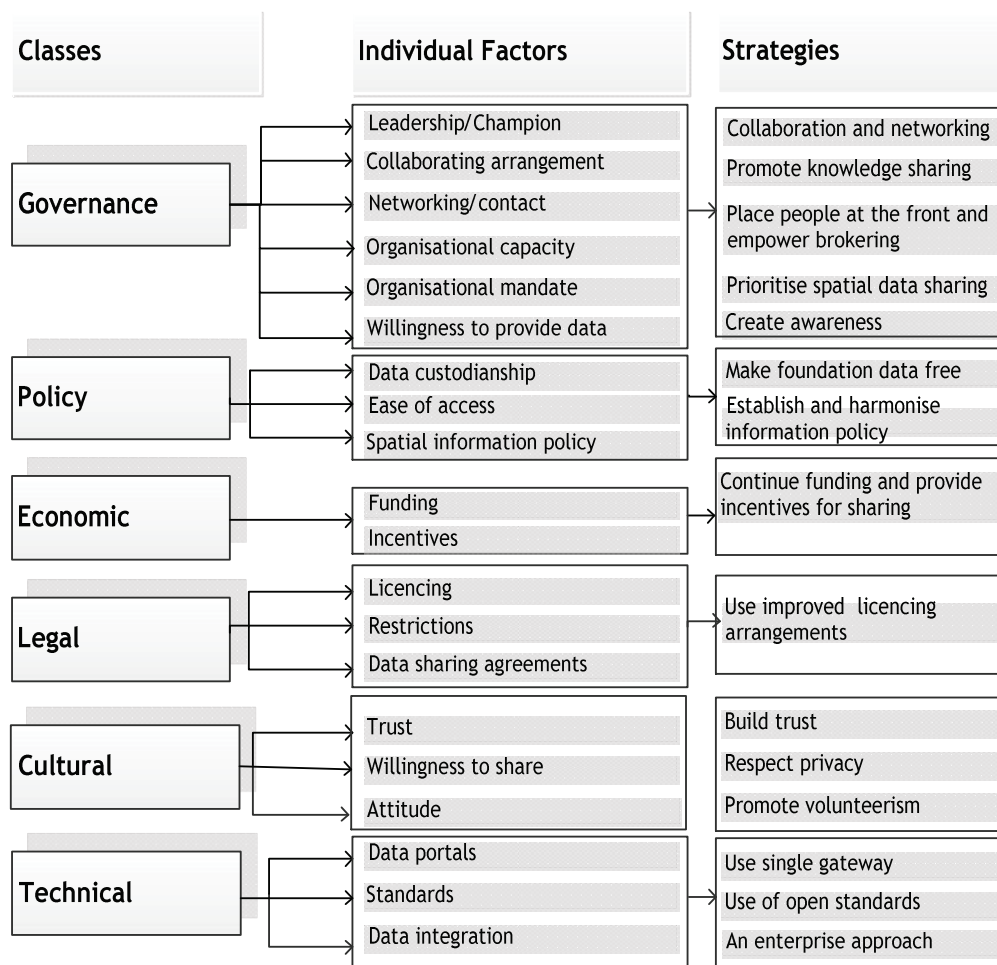 Classes
Individual Factors
Strategies
Governance
Leadership/Champion
Collaborating arrangement
Networking/contact
Organisational capacity
Organisational mandate
Willingness to provide data
Collaboration and networking
Promote knowledge sharing
Place people at the front and
empower brokering
Prioritise spatial data sharing
Create awareness
Policy
Data custodianship
Ease of access
Spatial information policy
Make foundation data free
Establish and harmonise
information policy
Economic
Funding
Incentives
Continue funding and provide
incentives for sharing
Legal
Licencing
Restrictions
Data sharing agreements
Use improved licencing
arrangements
Cultural
Trust
Willingness to share
Attitude
Build trust
Respect privacy
Promote volunteerism
Technical
Data portals
Standards
Data integration
Use single gateway
Use of open standards
An enterprise approach